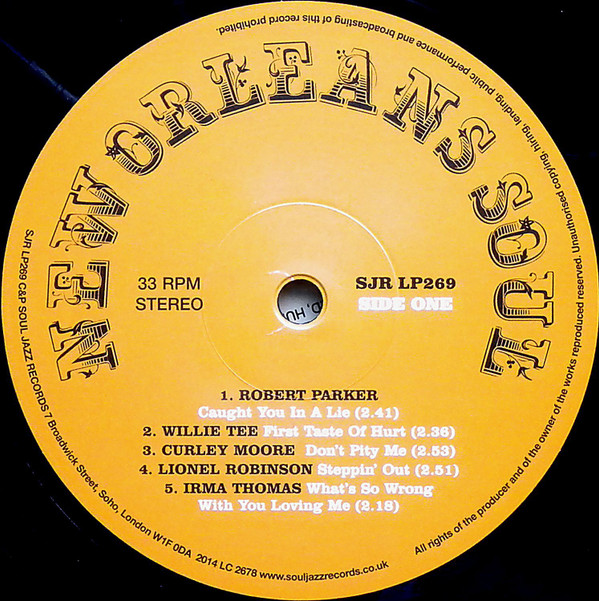 NEW ORLEANS SOUL
33 RPM
STEREO
SJR LP269
SIDE ONE
1. ROBERT PARKER
Caught You In A Lie (2.41)
2. WILLIE TEE First Taste Of Hurt (2.36)
3. CURLEY MOORE Don't Pity Me (2.53)
4. LIONEL ROBINSON Steppin' Out (2.51)
5. IRMA THOMAS What's So Wrong
With You Loving Me (2.18)
SJR LP269 C&P SOUL JAZZ RECORDS 7 Broadwick Street, Soho, London W1F 0DA 2014 LC 2678 www.souljazzrecords.co.uk
All rights of the producer and of the owner of the works reproduced reserved. Unauthorised copying, hiring, lending, public performance and broadcasting of this record prohibited.